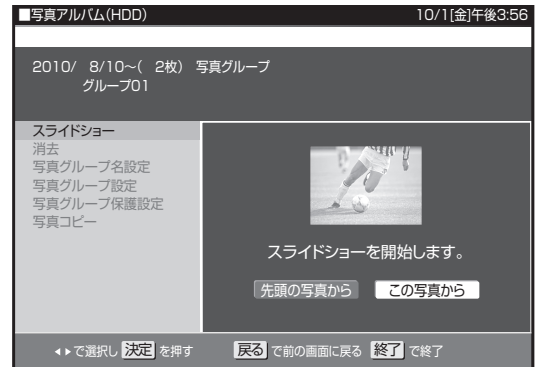 ■写真アルバム(HDD) 10/1[金]午後3:56
2010/ 8/10～( 2枚) 写真グループ
グループ01
スライドショー
消去
写真グループ名設定
写真グループ設定
写真グループ保護設定
写真コピー
スライドショーを開始します。
先頭の写真から この写真から
◀▶で選択し 決定 を押す 戻る で前の画面に戻る 終了 で終了